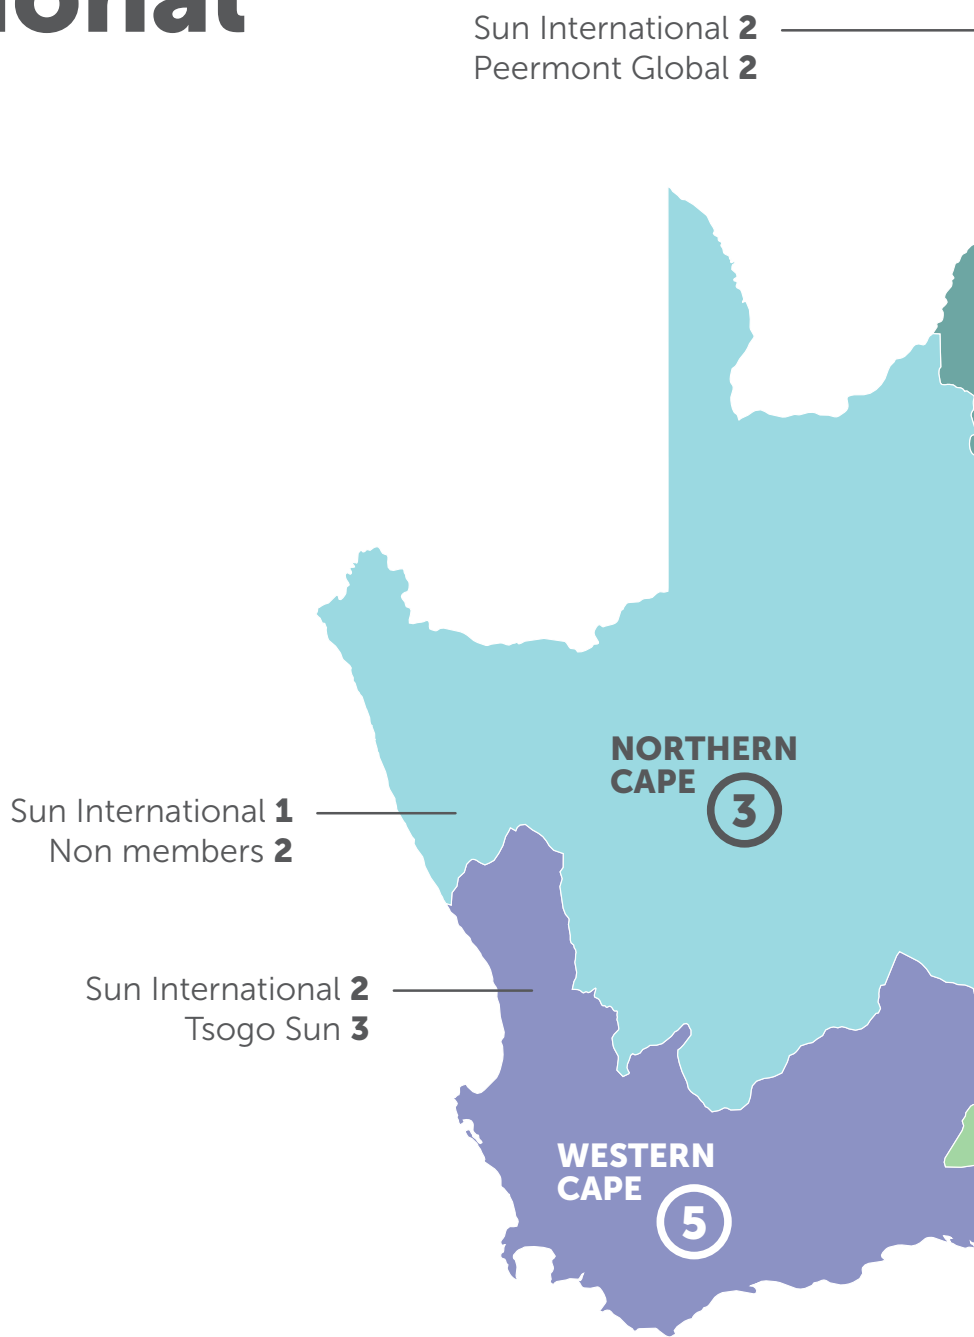 Sun International 2
Peermont Global 2
NORTHERN
CAPE
3
Sun International 1
Non members 2
Sun International 2
Tsogo Sun 3
WESTERN
CAPE
5